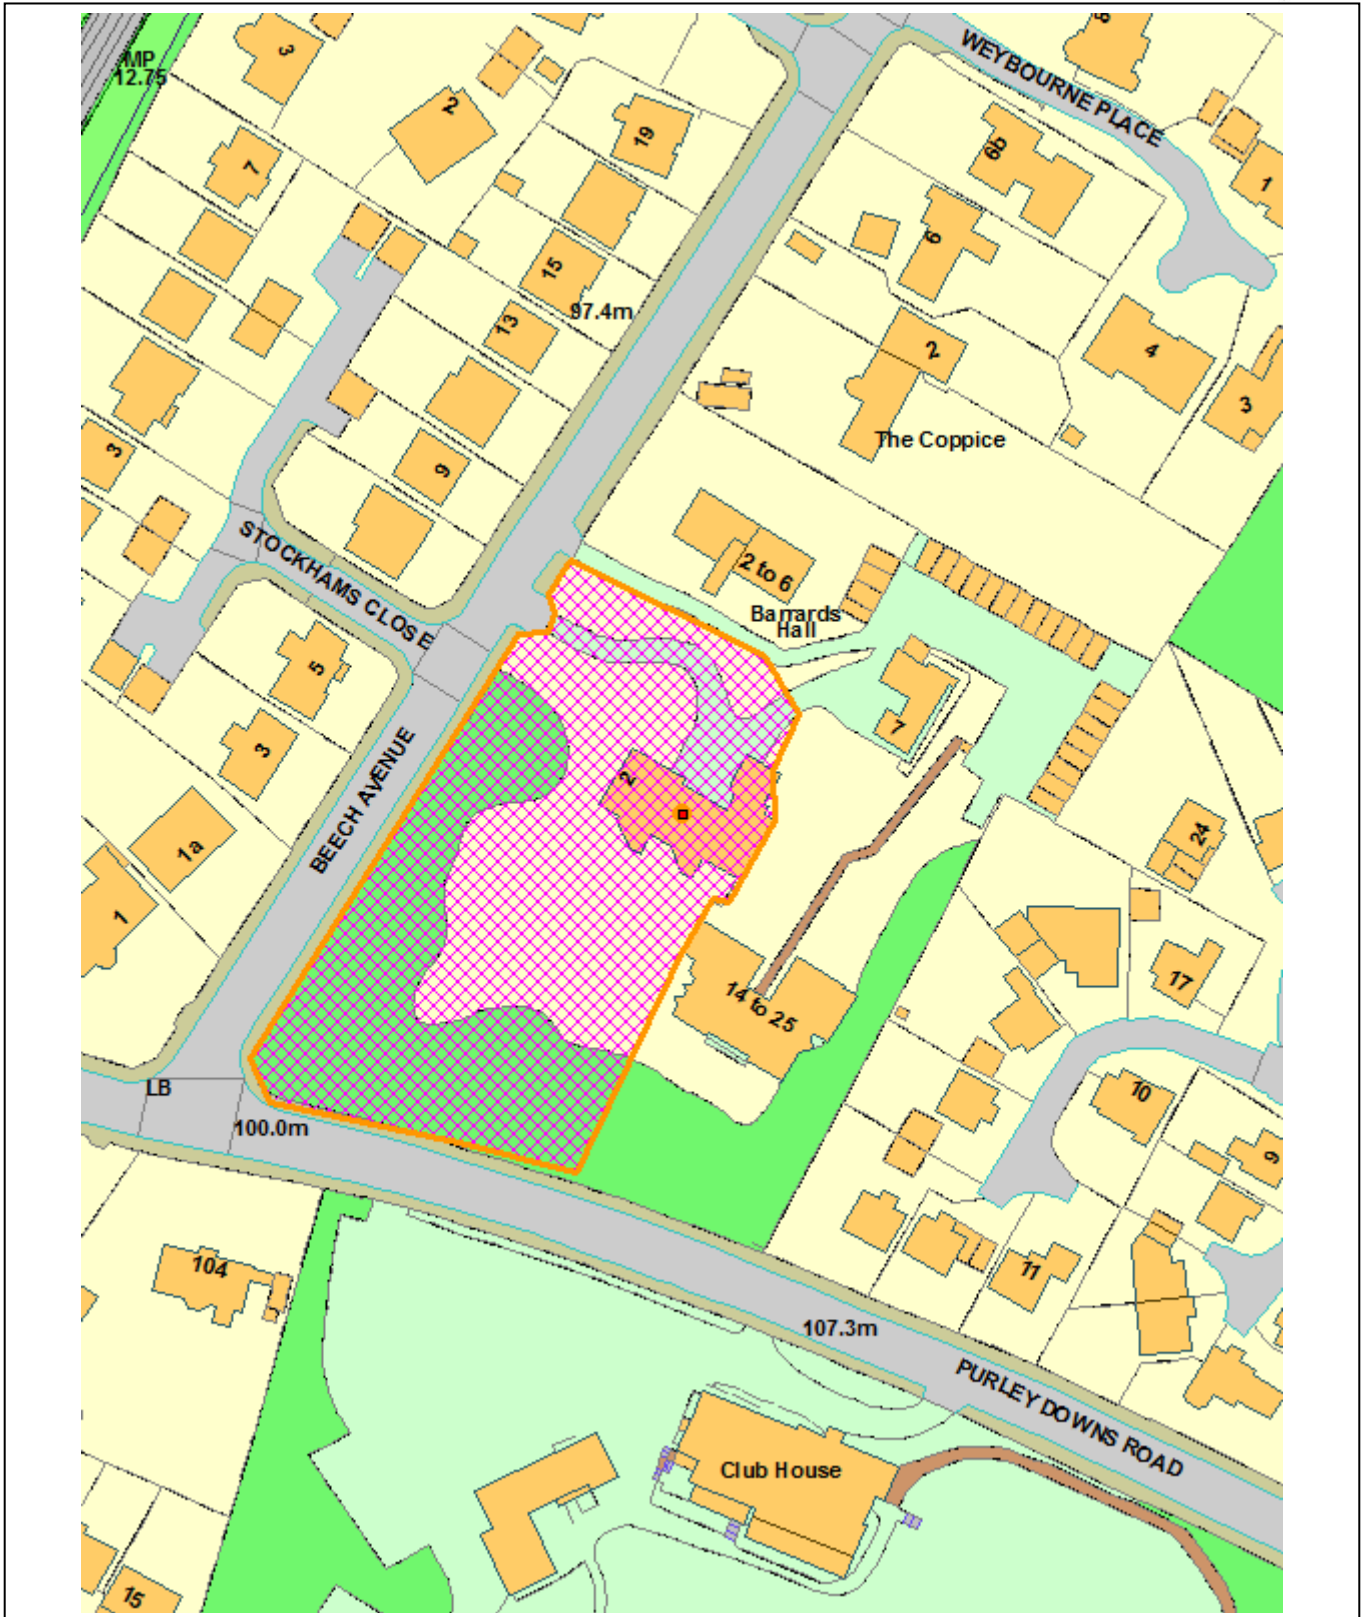 3
MP
12.75
2
19
8
WEYBOURNE PLACE
6b
1
7
6
15
97.4m
13
2
4
3
The Coppice
3
9
STOCKHAMS CLOSE
2 to 6
Barrards
Hall
5
7
3
2
BEECH AVENUE
1a
24
1
17
14 to 25
LB
100.0m
10
9
104
11
107.3m
PURLEY DOWNS ROAD
Club House
15